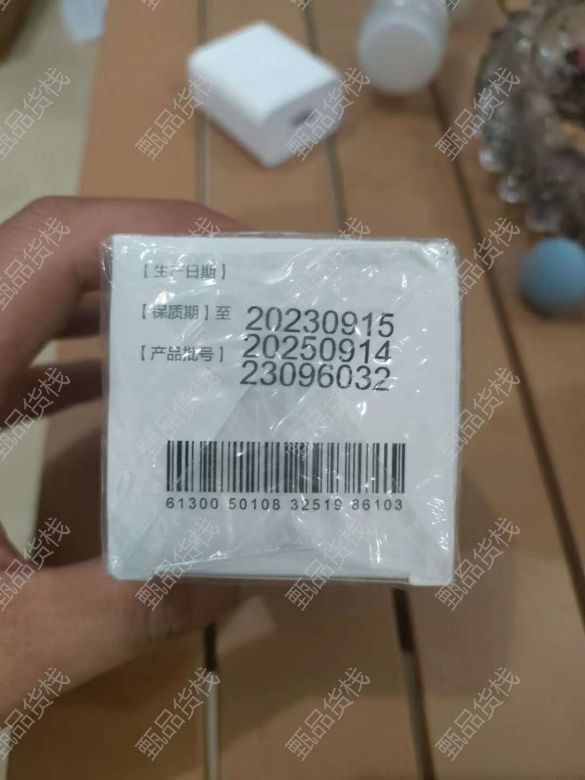 【生产日期】
【保质期】至 20230915
【产品批号】 20250914
23096032
61300 50108 32519 86103
甄品货栈